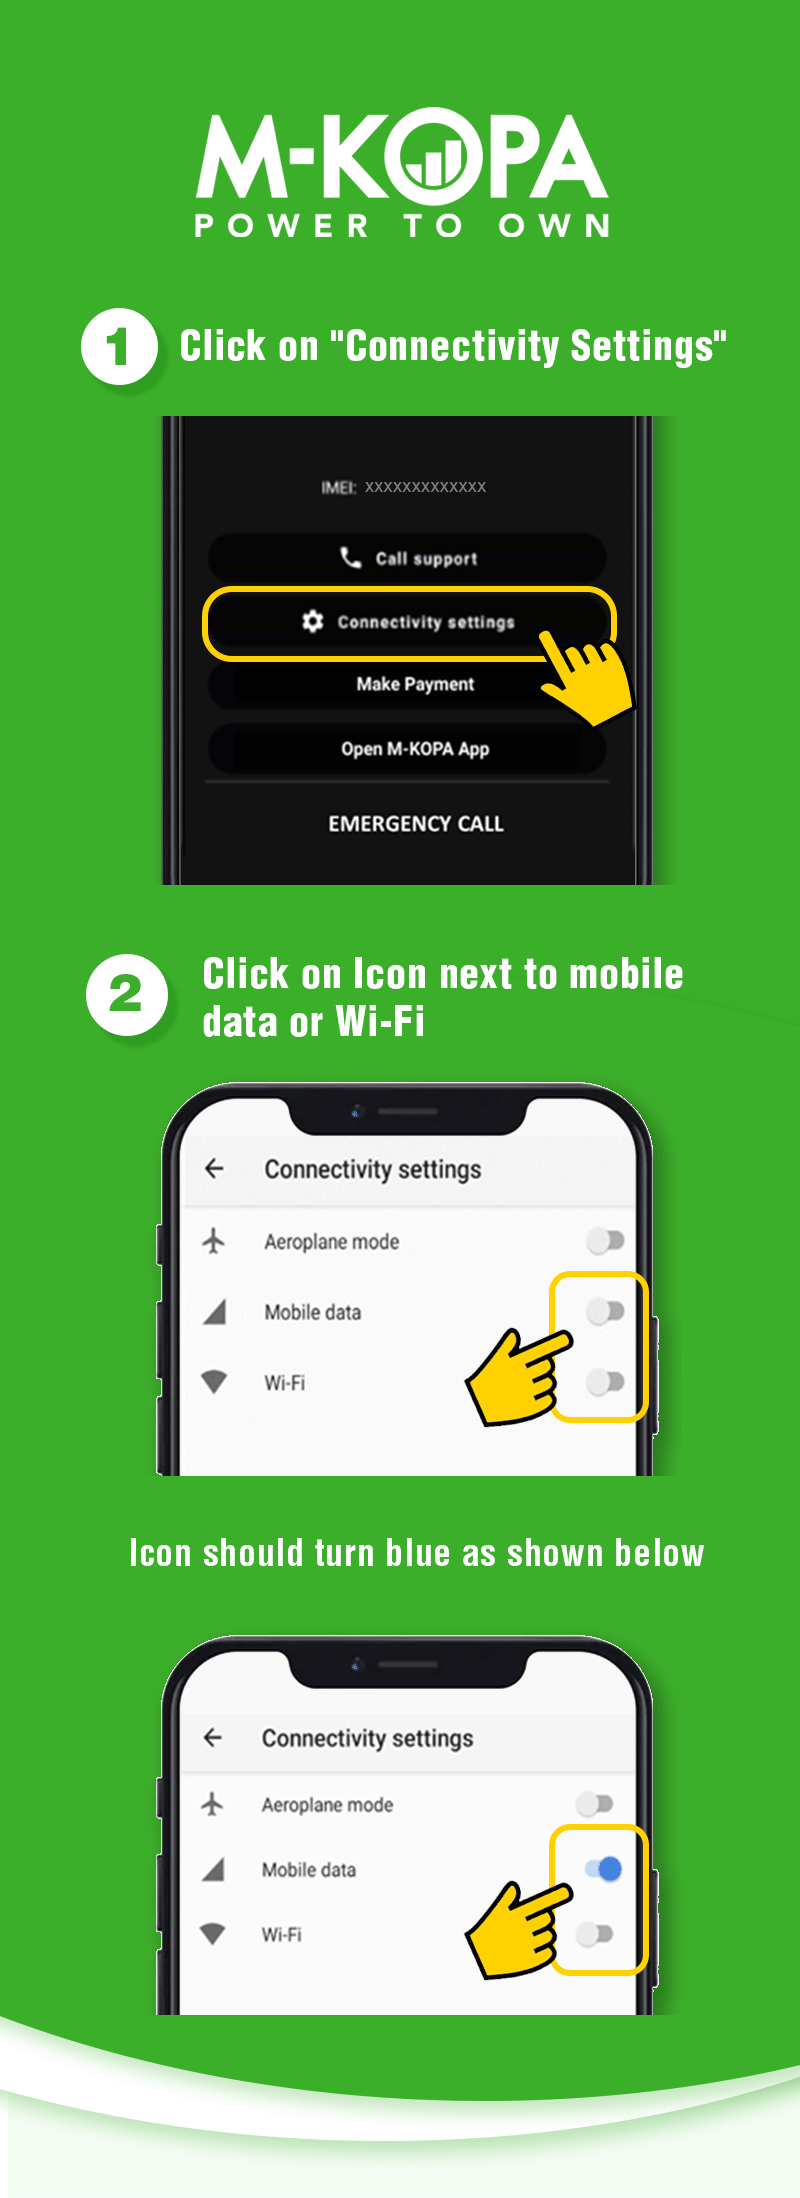 M-KOPA
POWER TO OWN
1
Click on "Connectivity Settings"
IMEI: XXXXXXXXXXXXX
Call support
Connectivity settings
Make Payment
Open M-KOPA App
EMERGENCY CALL
2
Click on Icon next to mobile
data or Wi-Fi
Connectivity settings
Aeroplane mode
Mobile data
Wi-Fi
Icon should turn blue as shown below
Connectivity settings
Aeroplane mode
Mobile data
Wi-Fi